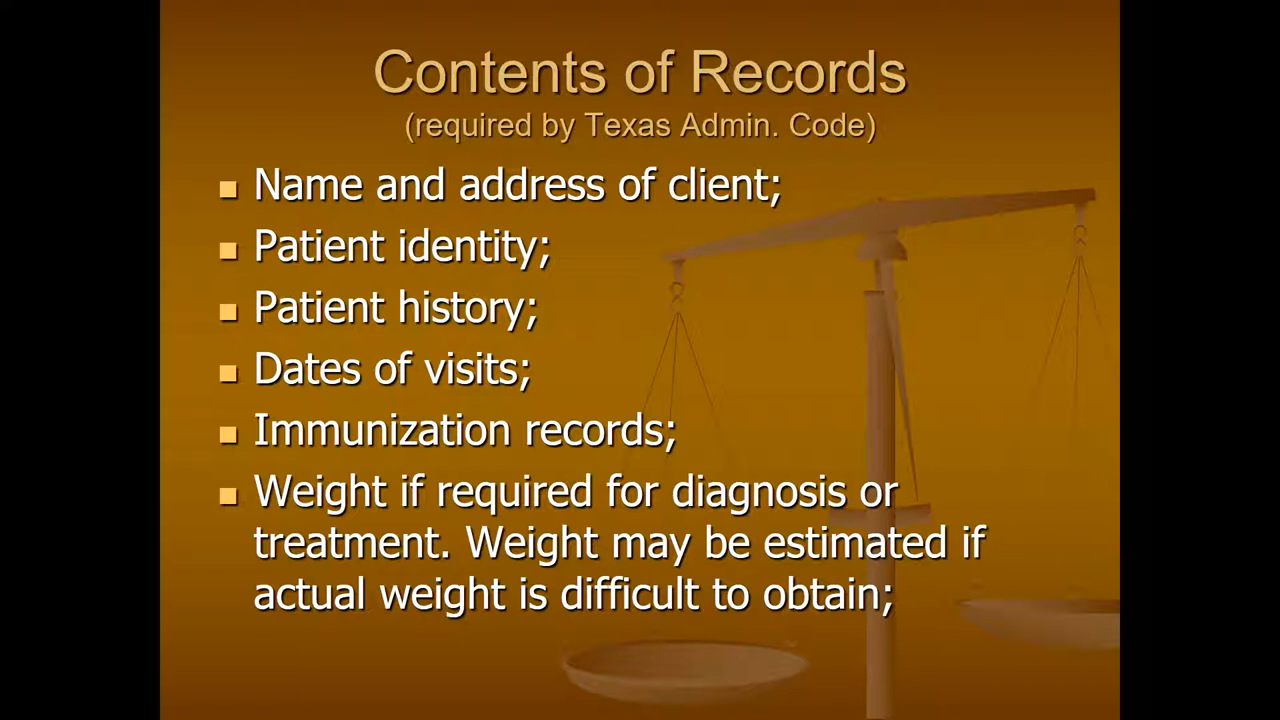 Contents of Records
(required by Texas Admin. Code)
Name and address of client;
Patient identity;
Patient history;
Dates of visits;
Immunization records;
Weight if required for diagnosis or
treatment. Weight may be estimated if
actual weight is difficult to obtain;